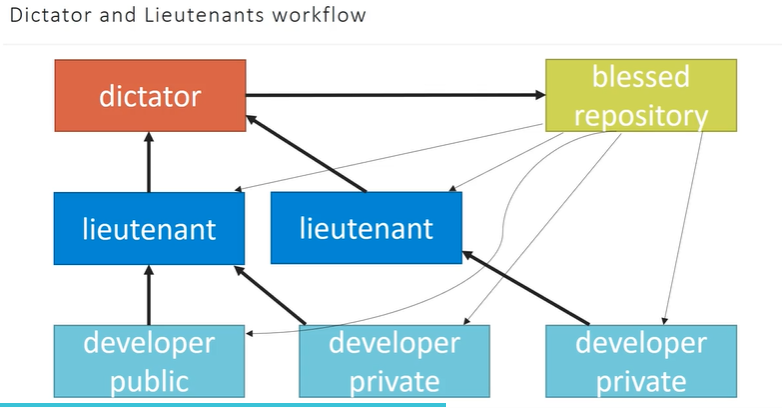 Dictator and Lieutenants workflow
dictator
blessed
repository
lieutenant
lieutenant
developer
public
developer
private
developer
private